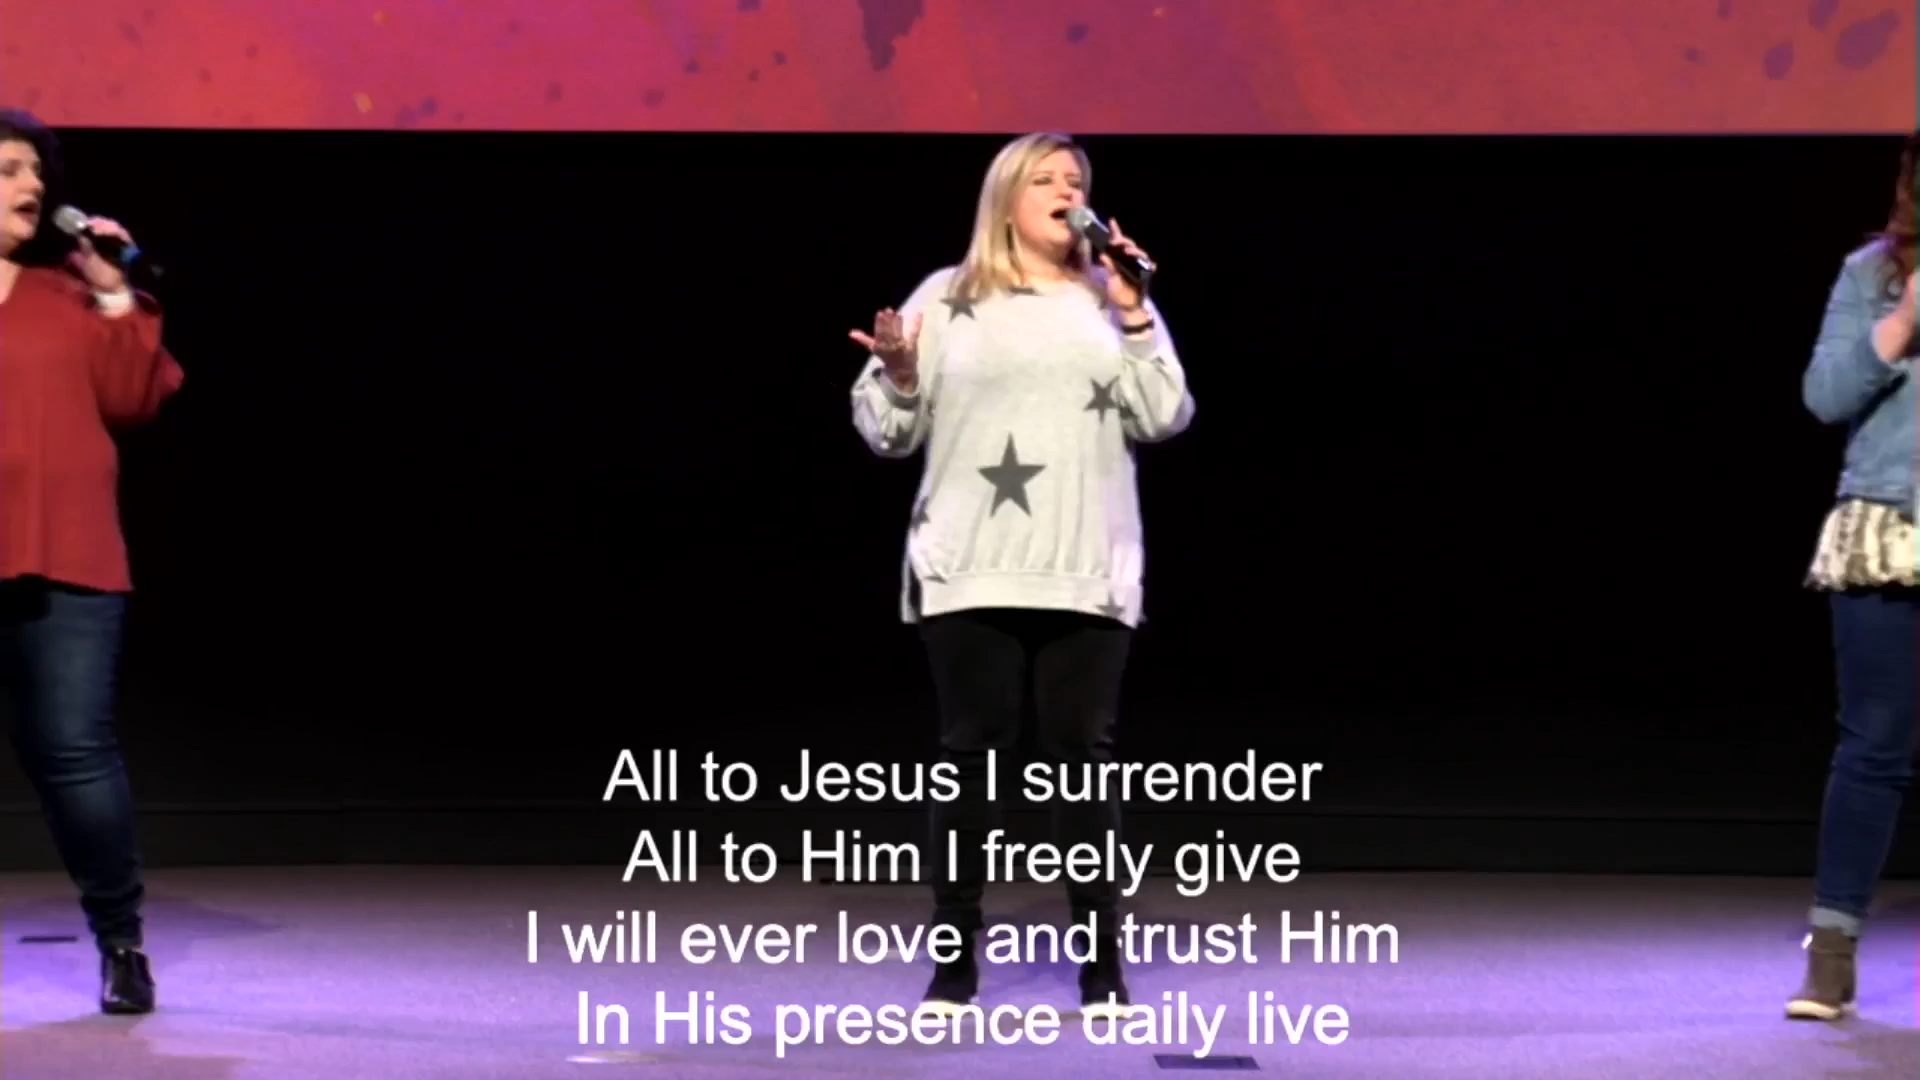 All to Jesus I surrender
All to Him I freely give
I will ever love and trust Him
In His presence daily live